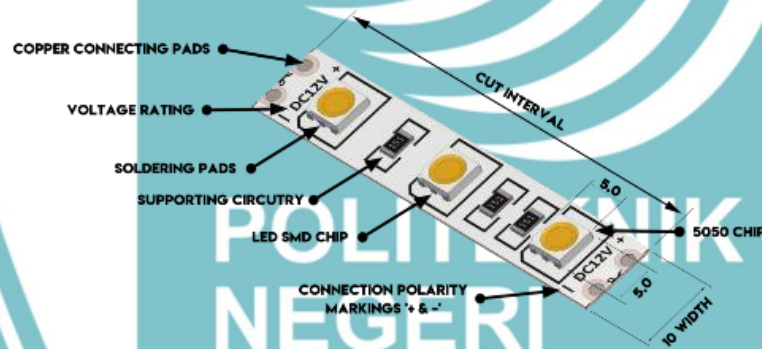 COPPER CONNECTING PADS
+
DC12V
VOLTAGE RATING
-
CUT INTERVAL
SOLDERING PADS
SUPPORTING CIRCUTRY
LED SMD CHIP
5.0
5050 CHIP
+
DC12V
-
5.0
10 WIDTH
CONNECTION POLARITY
MARKINGS '+ & -'
POLITEKNIK
NEGERI